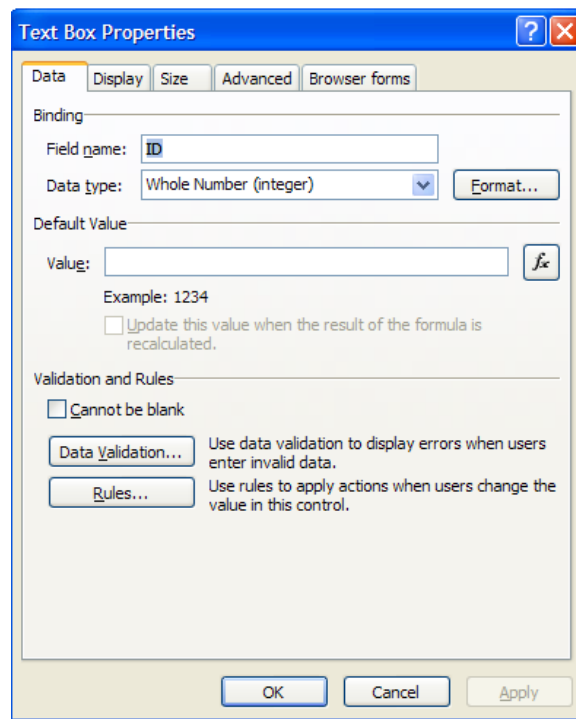 Text Box Properties
?
Data Display Size Advanced Browser forms
Binding
Field name: ID
Data type: Whole Number (integer) Format...
Default Value
Value: fx
Example: 1234
Update this value when the result of the formula is
recalculated.
Validation and Rules
Cannot be blank
Data Validation... Use data validation to display errors when users
enter invalid data.
Rules... Use rules to apply actions when users change the
value in this control.
OK Cancel Apply